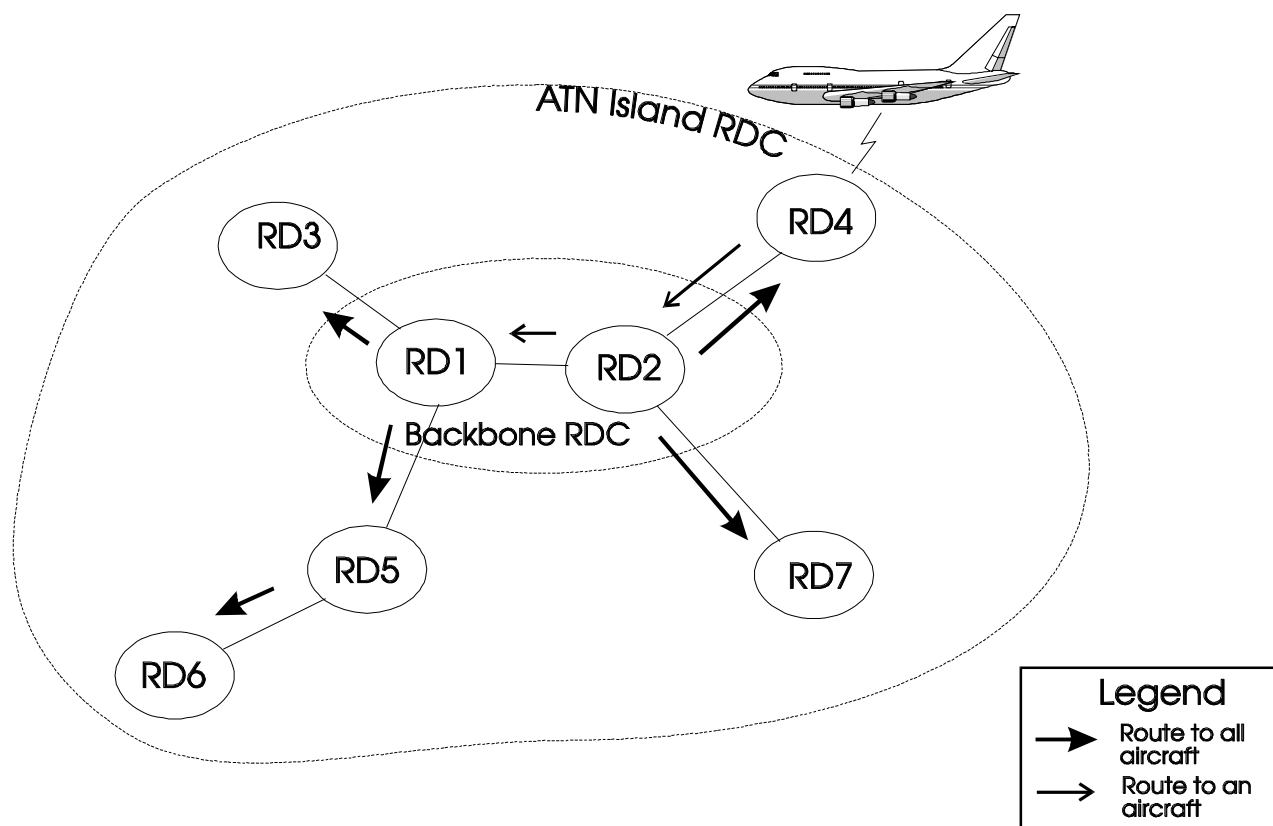 ATN Island RDC
RD4
RD3
RD1
RD2
Backbone RDC
RD5
RD7
RD6
Legend
Route to all
aircraft
Route to an
aircraft